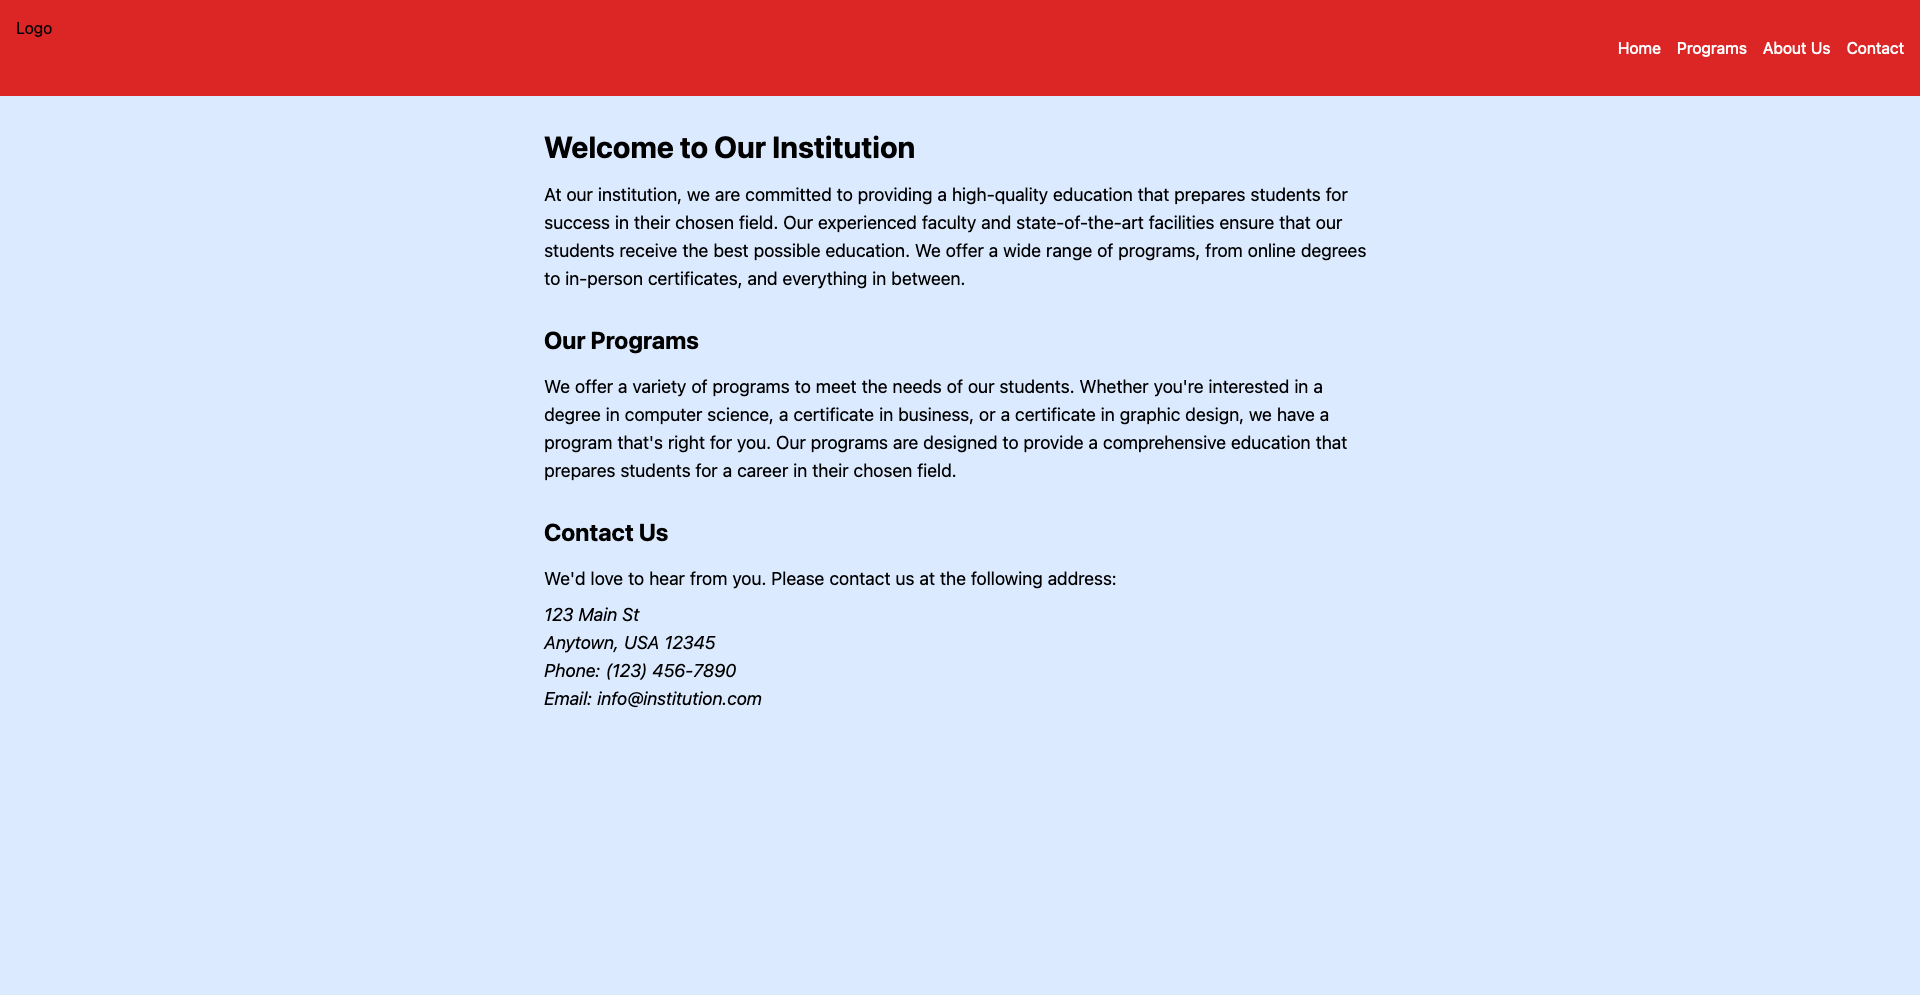 Logo
Home Programs About Us Contact
Welcome to Our Institution
At our institution, we are committed to providing a high-quality education that prepares students for
success in their chosen field. Our experienced faculty and state-of-the-art facilities ensure that our
students receive the best possible education. We offer a wide range of programs, from online degrees
to in-person certificates, and everything in between.
Our Programs
We offer a variety of programs to meet the needs of our students. Whether you're interested in a
degree in computer science, a certificate in business, or a certificate in graphic design, we have a
program that's right for you. Our programs are designed to provide a comprehensive education that
prepares students for a career in their chosen field.
Contact Us
We'd love to hear from you. Please contact us at the following address:
123 Main St
Anytown, USA 12345
Phone: (123) 456-7890
Email: info@institution.com